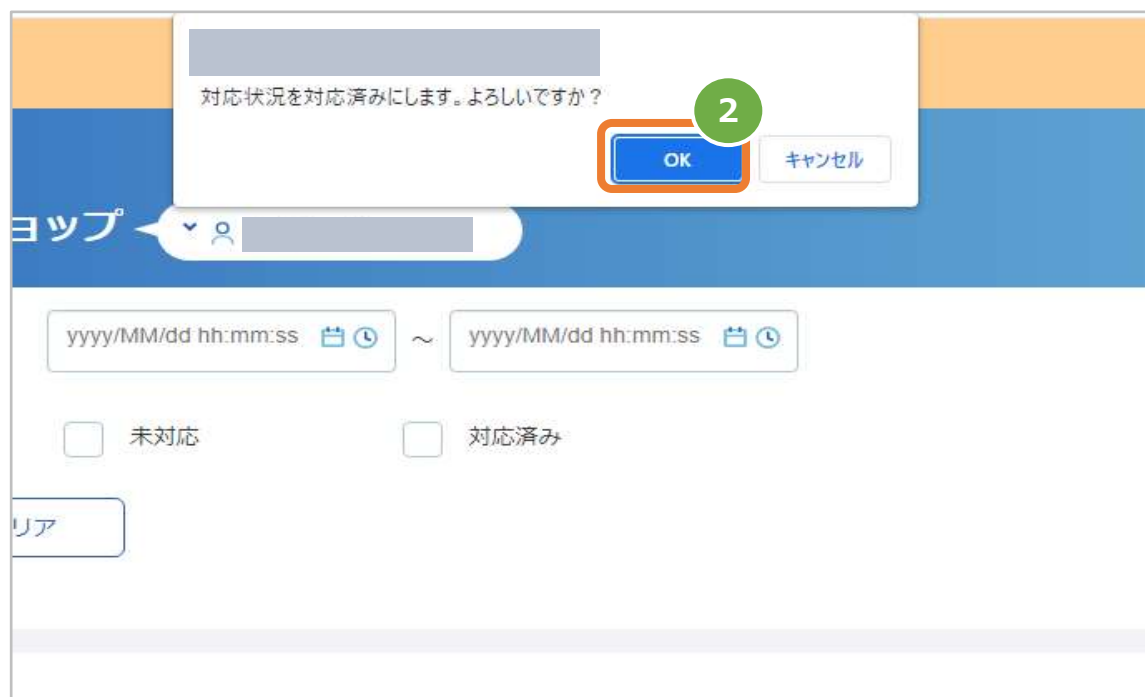 対応状況を対応済みにします。よろしいですか？
2
OK キャンセル
ョップ
yyyy/MM/dd hh:mm:ss ～ yyyy/MM/dd hh:mm:ss
未対応 対応済み
リア